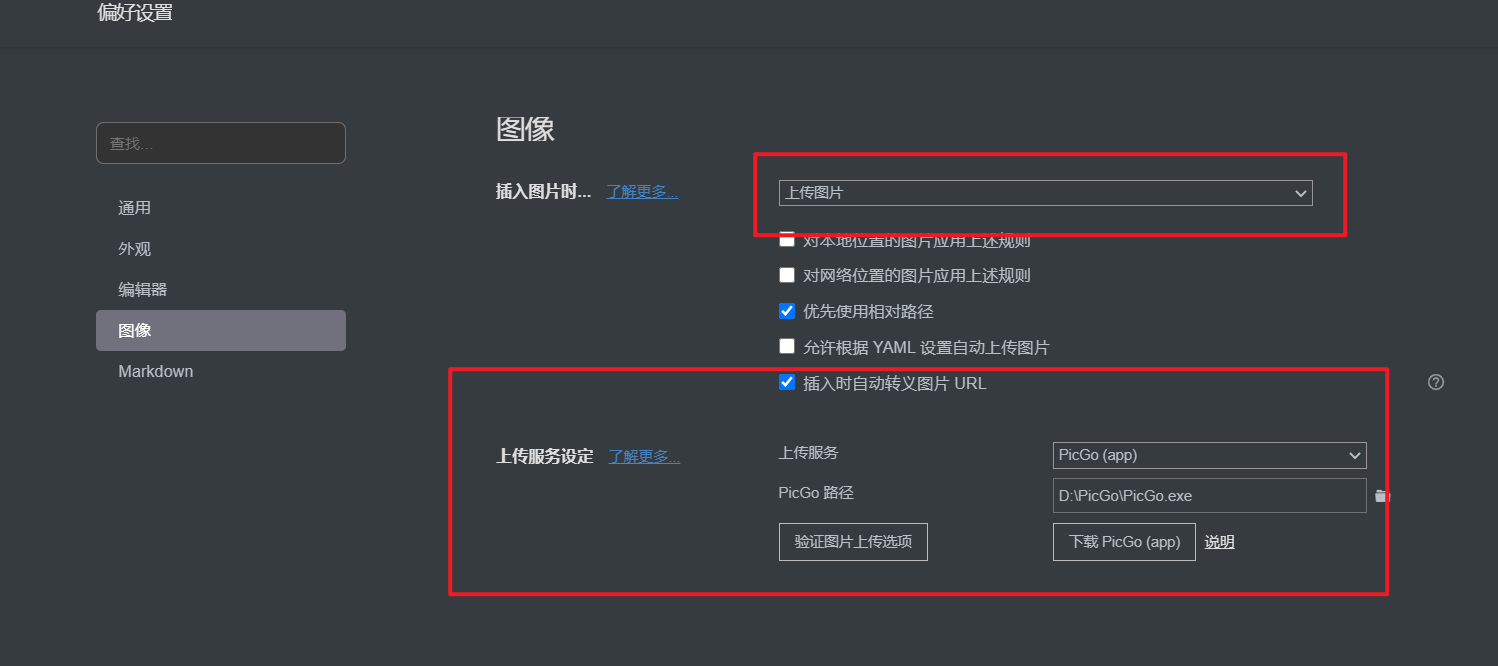 偏好设置
查找...
通用
外观
编辑器
图像
Markdown
图像
插入图片时... 了解更多...
上传图片
对本地位置的图片应用上述规则
对网络位置的图片应用上述规则
优先使用相对路径
允许根据 YAML 设置自动上传图片
插入时自动转义图片 URL
上传服务设定 了解更多...
上传服务 PicGo (app)
PicGo 路径 D:\PicGo\PicGo.exe
验证图片上传选项 下载 PicGo (app) 说明